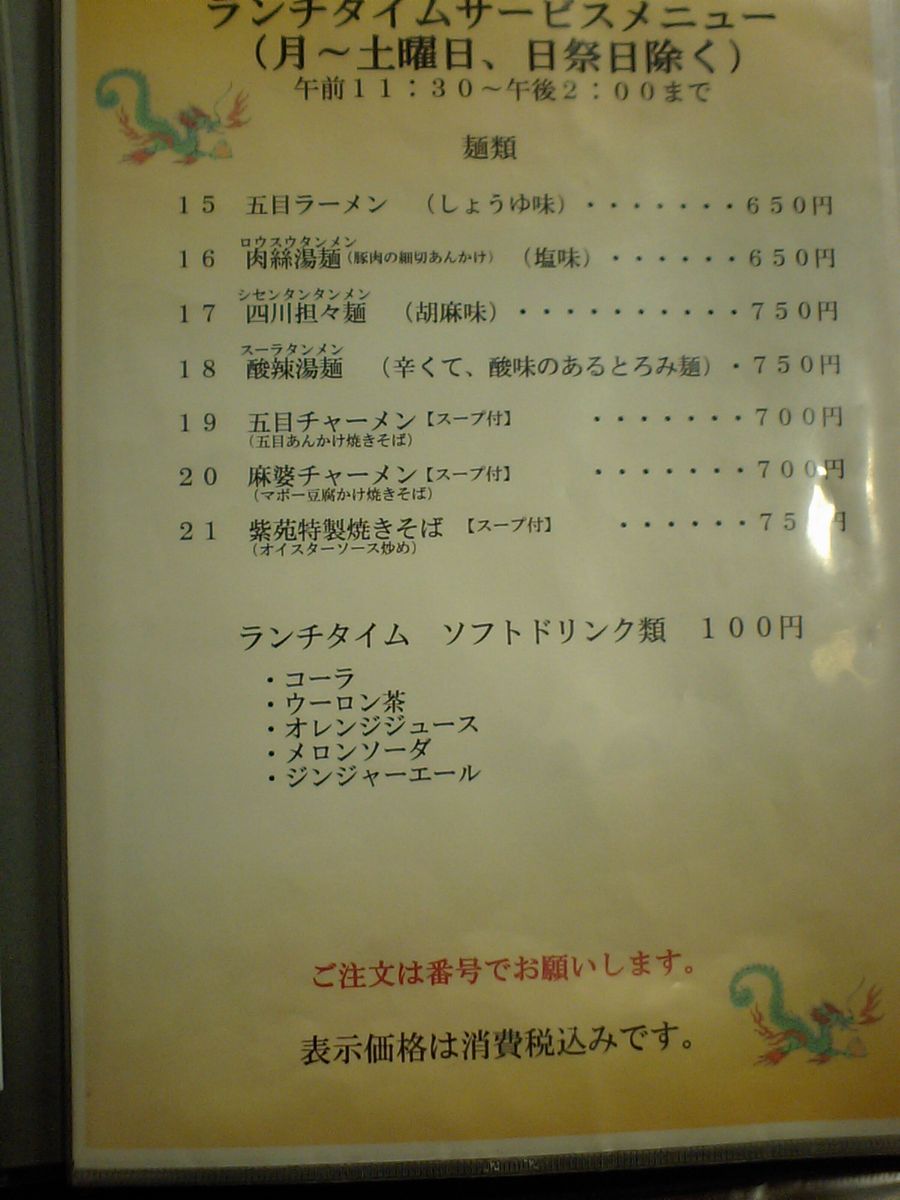 ランチタイムサービスメニュー
（月～土曜日、日祭日除く）
午前１１：３０～午後２：００まで
麺類
１５ 五目ラーメン （しょうゆ味）・・・・・・・６５０円
ロウスウタンメン
１６ 肉絲湯麺（豚肉の細切あんかけ） （塩味）・・・・・・・６５０円
シセンタンタンメン
１７ 四川担々麺 （胡麻味）・・・・・・・・・・７５０円
スーラタンメン
１８ 酸辣湯麺 （辛くて、酸味のあるとろみ麺）・７５０円
１９ 五目チャーメン【スープ付】 ・・・・・・・７００円
（五目あんかけ焼きそば）
２０ 麻婆チャーメン【スープ付】 ・・・・・・・７００円
（マボー豆腐かけ焼きそば）
２１ 紫苑特製焼きそば 【スープ付】 ・・・・・・７５ 円
（オイスターソース炒め）
ランチタイム ソフトドリンク類 １００円
・コーラ
・ウーロン茶
・オレンジジュース
・メロンソーダ
・ジンジャーエール
ご注文は番号でお願いします。
表示価格は消費税込みです。